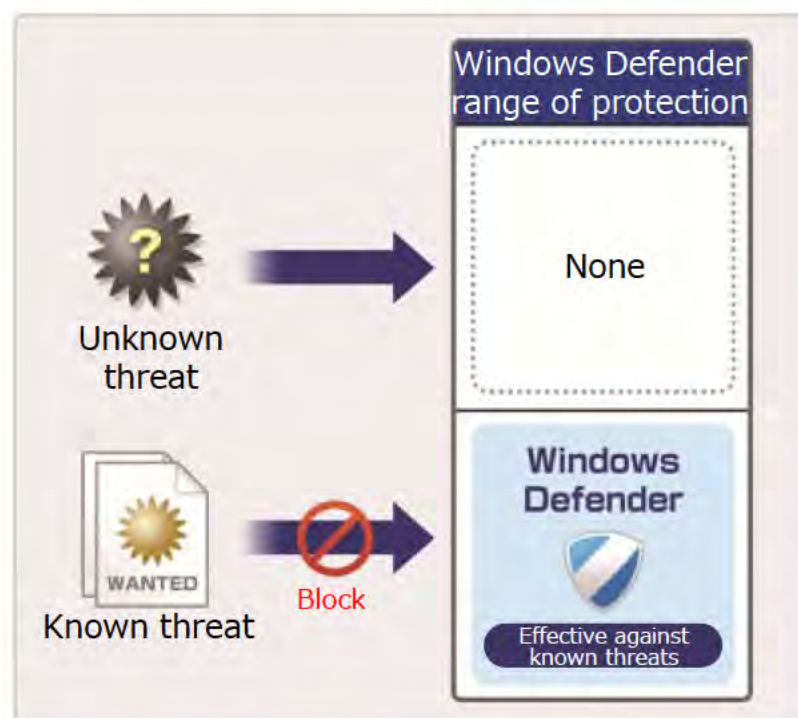 Windows Defender
range of protection
?
None
Unknown
threat
Windows
Defender
WANTED
Block
Known threat
Effective against
known threats